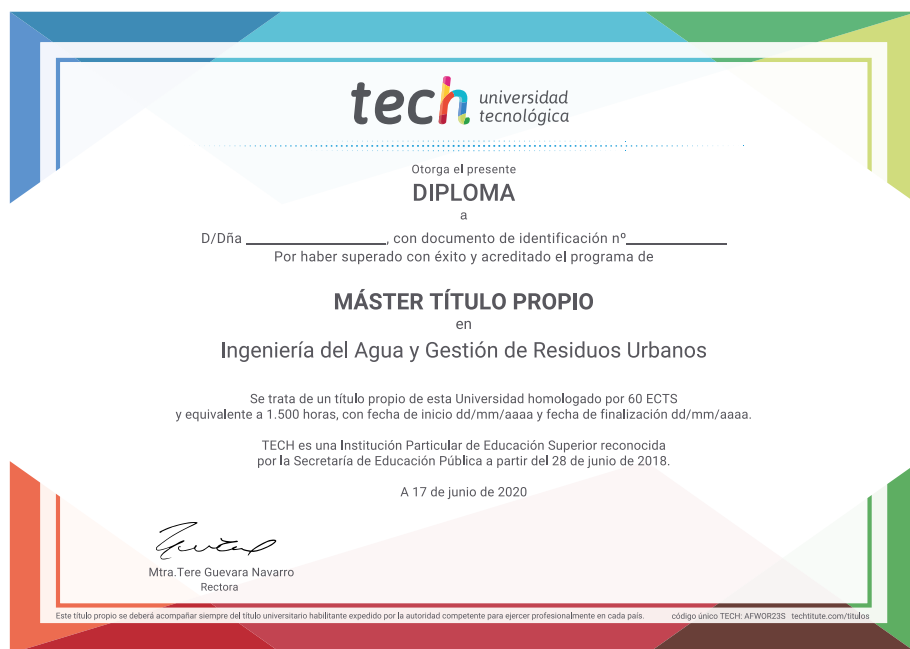 tech universidad
tecnológica
Otorga el presente
DIPLOMA
a
D/Dña ______________, con documento de identificación nº__________
Por haber superado con éxito y acreditado el programa de
MÁSTER TÍTULO PROPIO
en
Ingeniería del Agua y Gestión de Residuos Urbanos
Se trata de un título propio de esta Universidad homologado por 60 ECTS
y equivalente a 1.500 horas, con fecha de inicio dd/mm/aaaa y fecha de finalización dd/mm/aaaa.
TECH es una Institución Particular de Educación Superior reconocida
por la Secretaría de Educación Pública a partir del 28 de junio de 2018.
A 17 de junio de 2020
Mtra.Tere Guevara Navarro
Rectora
Este título propio se deberá acompañar siempre del título universitario habilitante expedido por la autoridad competente para ejercer profesionalmente en cada país. código único TECH: AFWOR23S techtitute.com/titulos